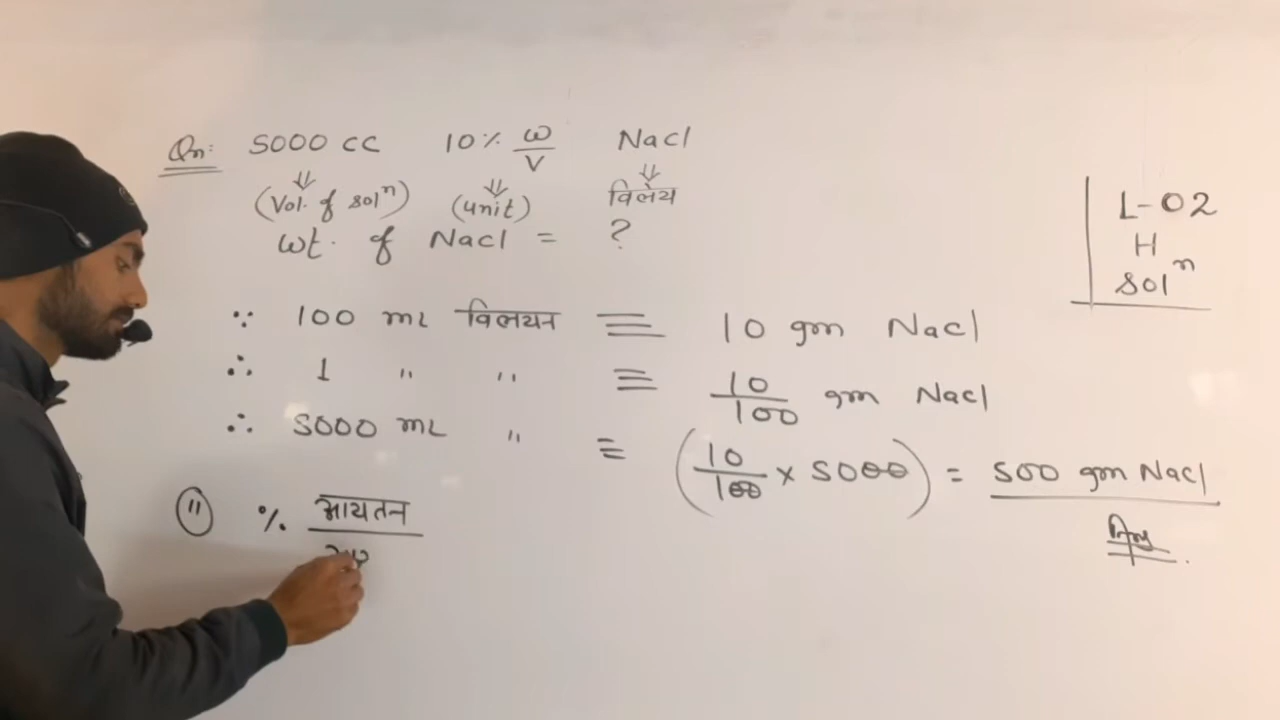 Qn: 5000 CC 10% w/v NaCl
(Vol. of solⁿ) (unit) विलेय
wt. of NaCl = ?
L-02
H
solⁿ
∵ 100 mL विलयन ≡ 10 gm NaCl
∴ 1 " " ≡ 10/100 gm NaCl
∴ 5000 mL " ≡ (10/100 × 5000) = 500 gm NaCl
(ii) % आयतन